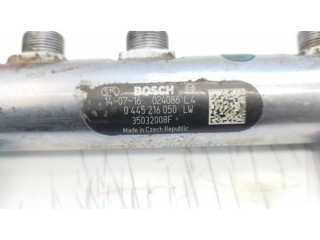 BOSCH
14-07-16 024086 L4
0 445 216 050 LW
35032008F
Made in Czech Republic